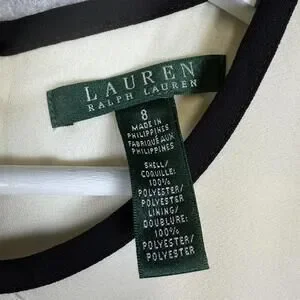 LAUREN
RALPH LAUREN
8
MADE IN
PHILIPPINES
FABRIQUÉ AUX
PHILIPPINES
SHELL/
COQUILLE:
100%
POLYESTER/
POLYESTER
LINING/
DOUBLURE:
100%
POLYESTER/
POLYESTER